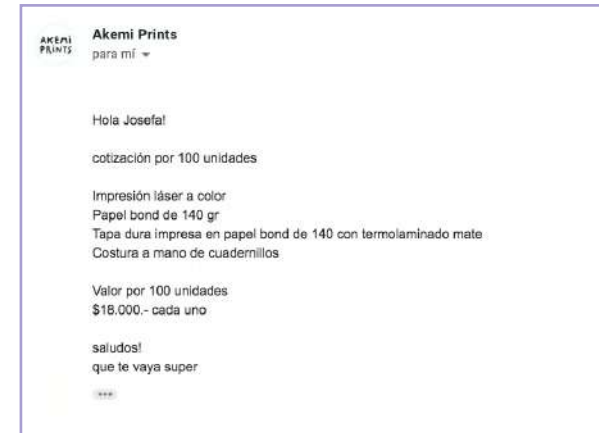 AKEMI
PRINTS
Akemi Prints
para mí
Hola Josefa!
cotización por 100 unidades
Impresión láser a color
Papel bond de 140 gr
Tapa dura impresa en papel bond de 140 con termolaminado mate
Costura a mano de cuadernillos
Valor por 100 unidades
$18.000.- cada uno
saludos!
que te vaya super